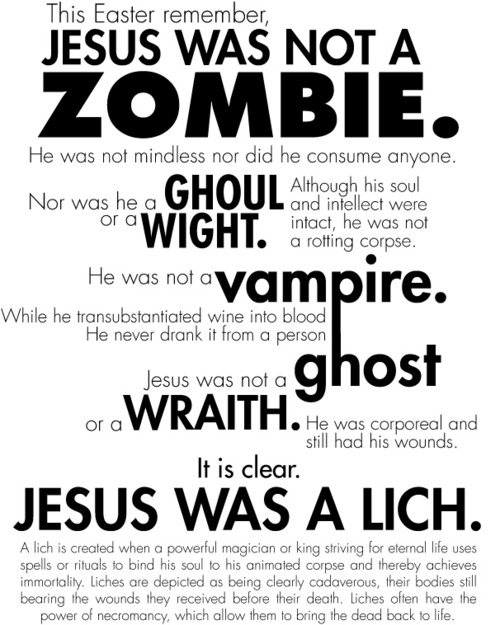 This Easter remember,
JESUS WAS NOT A
ZOMBIE.
He was not mindless nor did he consume anyone.
Nor was he a GHOUL
or a WIGHT.
Although his soul
and intellect were
intact, he was not
a rotting corpse.
He was not a vampire.
While he transubstantiated wine into blood
He never drank it from a person
Jesus was not a ghost
or a WRAITH.
He was corporeal and
still had his wounds.
It is clear.
JESUS WAS A LICH.
A lich is created when a powerful magician or king striving for eternal life uses
spells or rituals to bind his soul to his animated corpse and thereby achieves
immortality. Liches are depicted as being clearly cadaverous, their bodies still
bearing the wounds they received before their death. Liches often have the
power of necromancy, which allow them to bring the dead back to life.